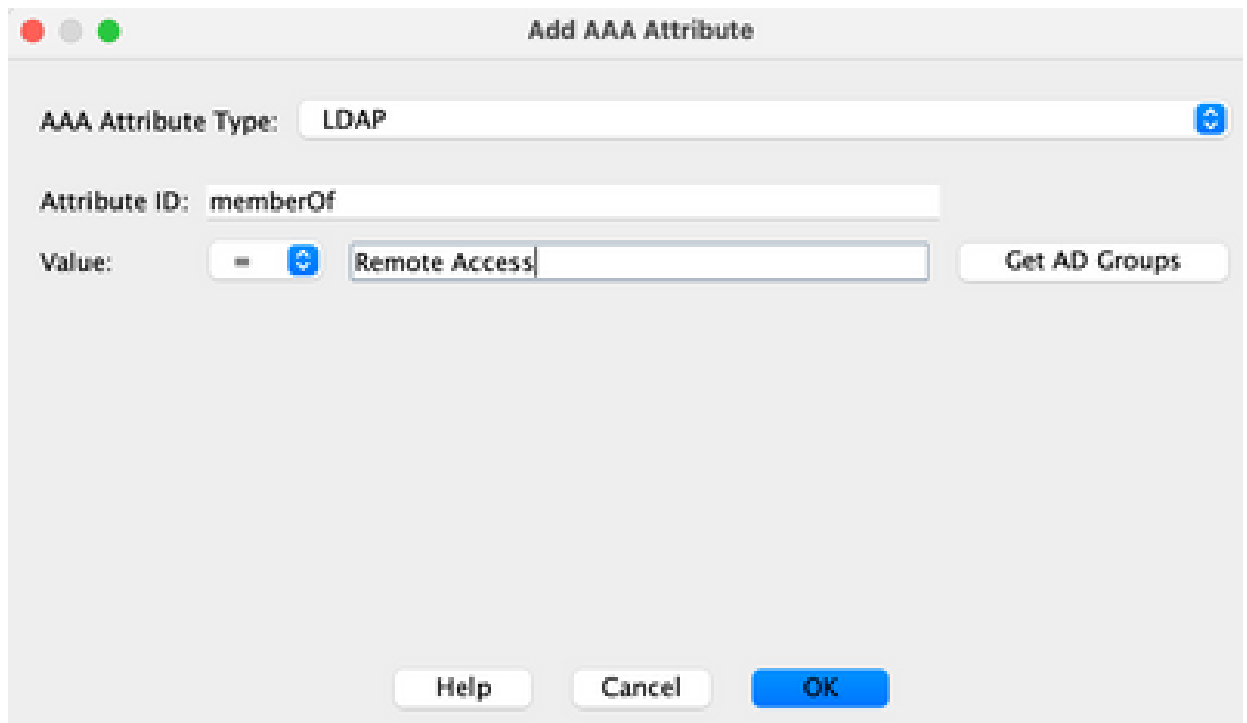 Add AAA Attribute
AAA Attribute Type: LDAP
Attribute ID: memberOf
Value: = Remote Access Get AD Groups
Help Cancel OK